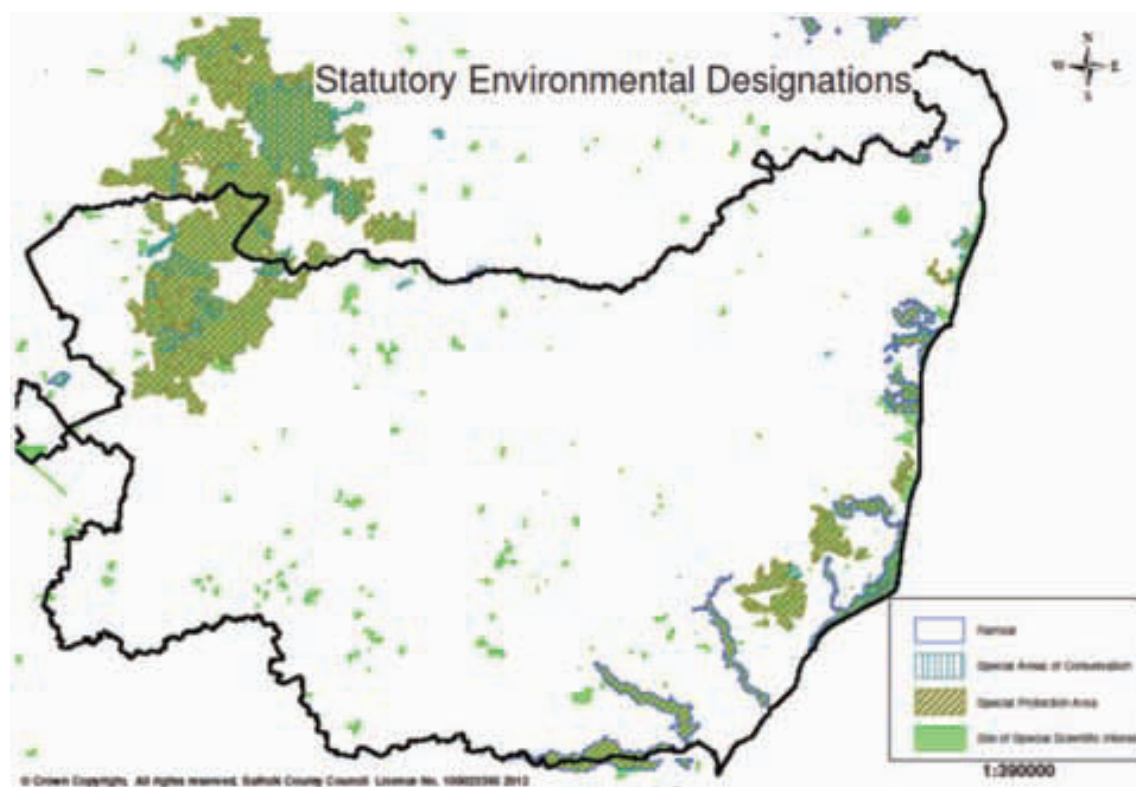 Statutory Environmental Designations
N
W E
S
Ramsar
Special Areas of Conservation
Special Protection Area
Site of Special Scientific Interest
1:390000
© Crown Copyright. All rights reserved. Suffolk County Council Licence No. 100023395 2012